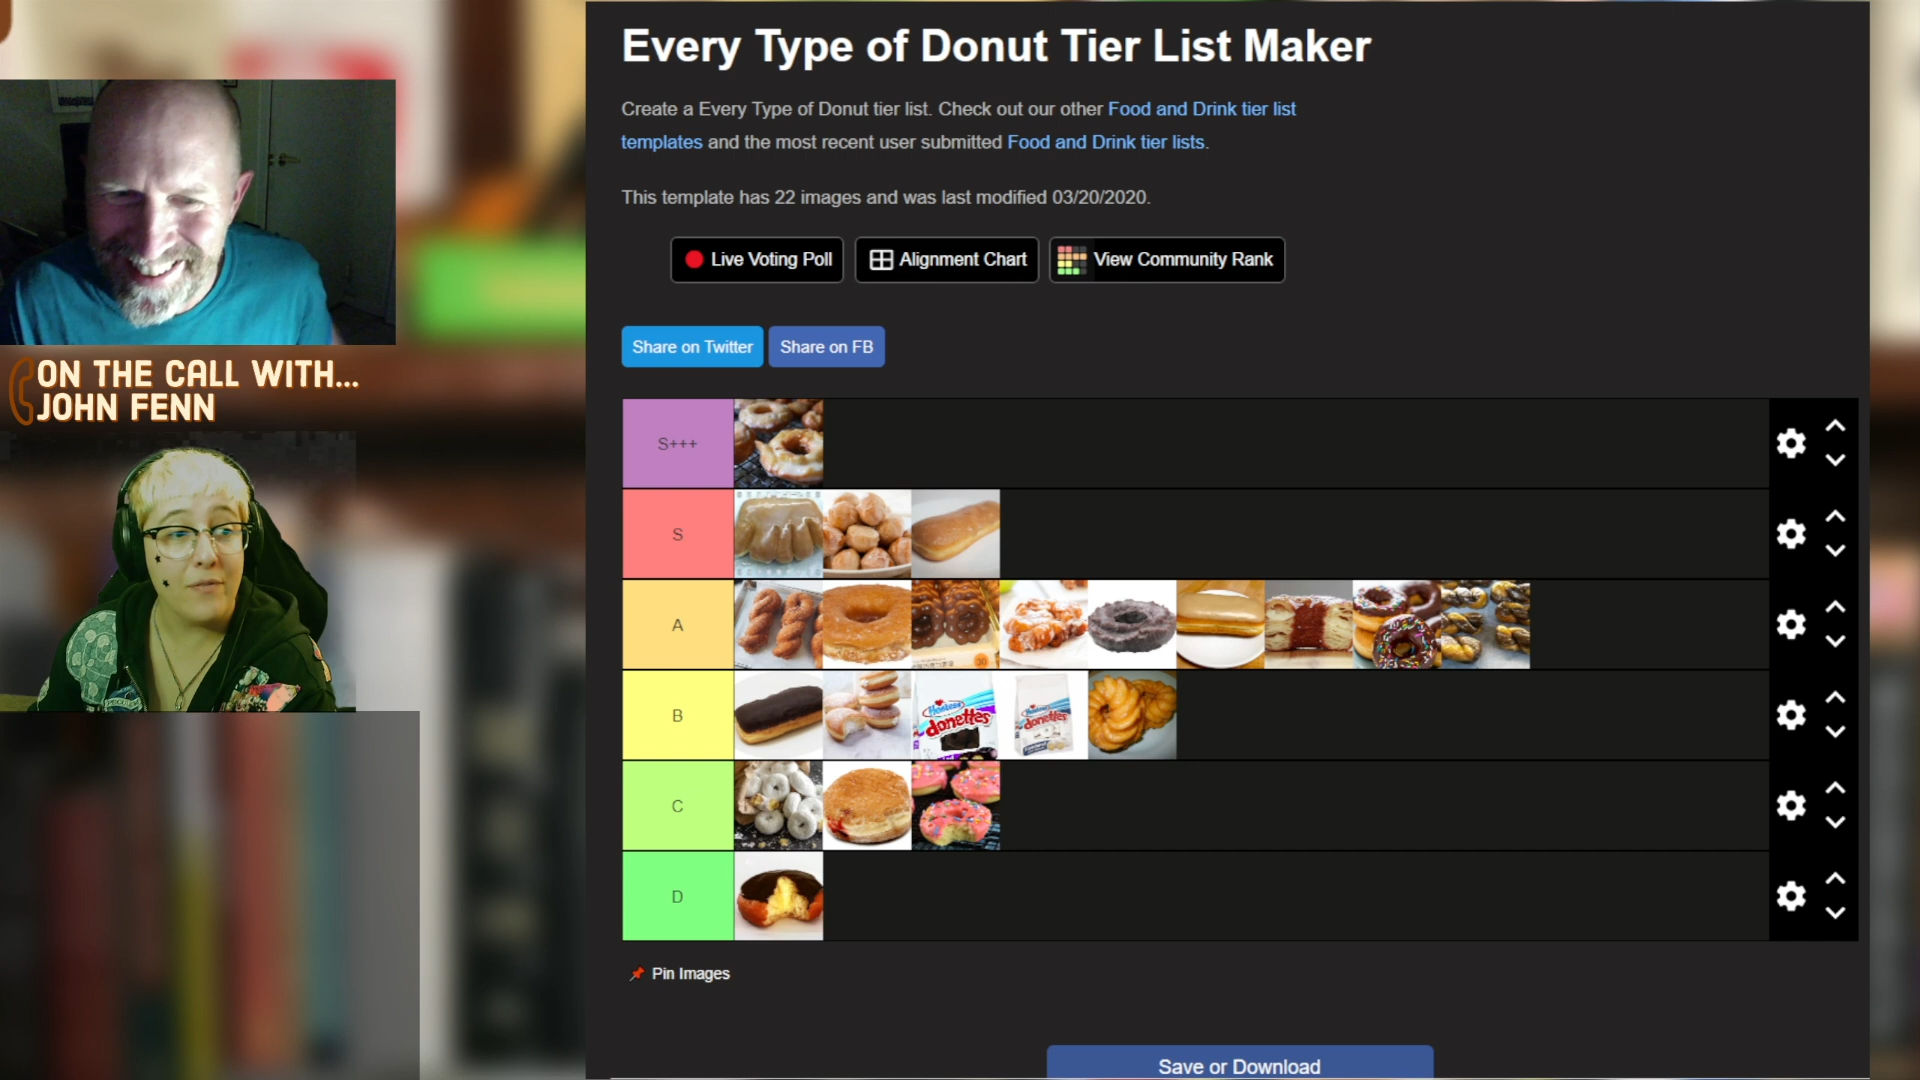 Every Type of Donut Tier List Maker
Create a Every Type of Donut tier list. Check out our other Food and Drink tier list
templates and the most recent user submitted Food and Drink tier lists.
This template has 22 images and was last modified 03/20/2020.
Live Voting Poll
Alignment Chart
View Community Rank
Share on Twitter
Share on FB
ON THE CALL WITH...
JOHN FENN
S+++
S
A
B
Hostess
donettes
Hostess
donettes
C
D
Pin Images
Save or Download